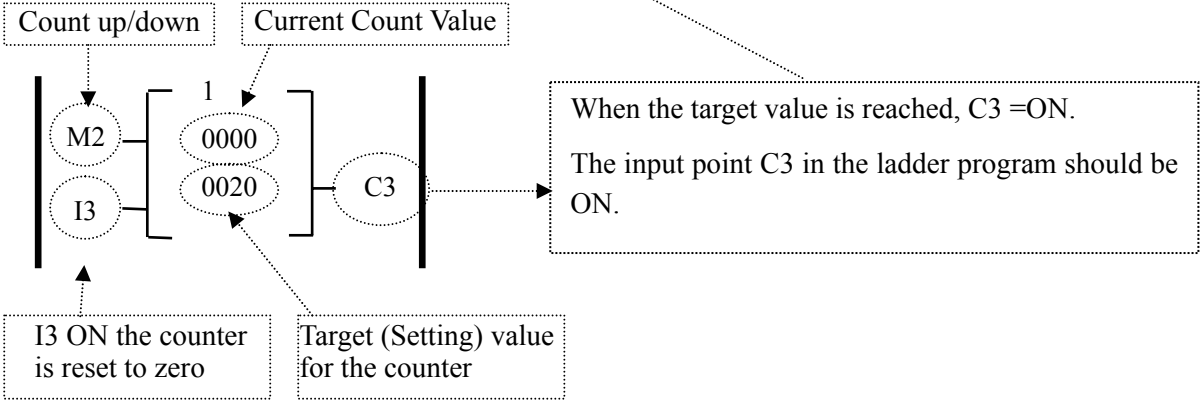 Count up/down
Current Count Value
1
M2
0000
0020
I3
C3
When the target value is reached, C3 =ON.
The input point C3 in the ladder program should be
ON.
I3 ON the counter
is reset to zero
Target (Setting) value
for the counter